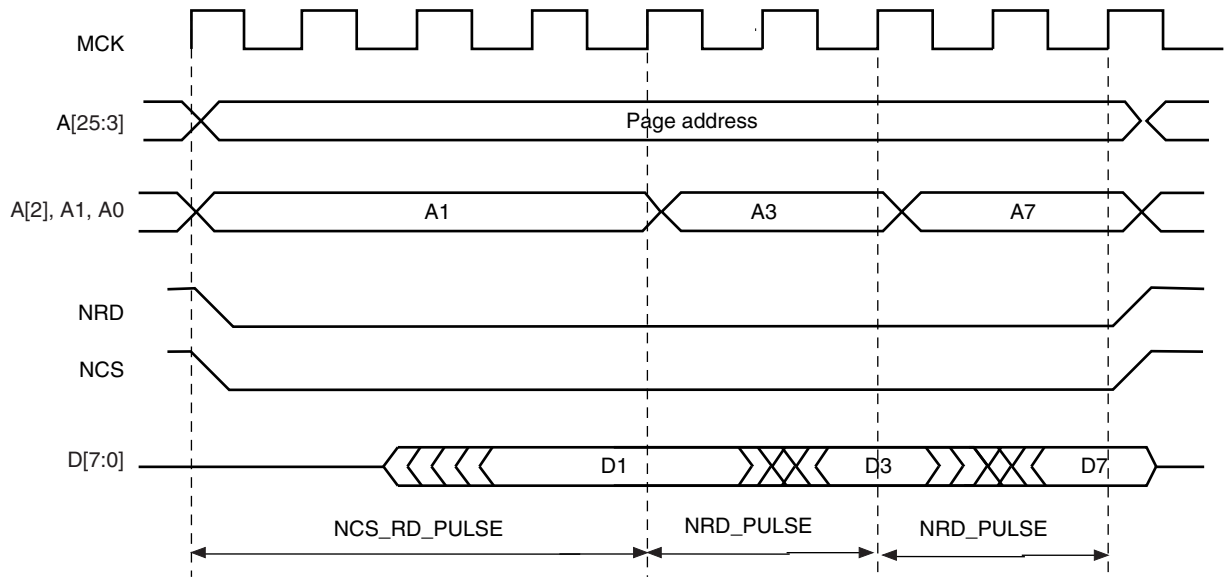 MCK
A[25:3]
Page address
A[2], A1, A0
A1
A3
A7
NRD
NCS
D[7:0]
D1
D3
D7
NCS_RD_PULSE
NRD_PULSE
NRD_PULSE